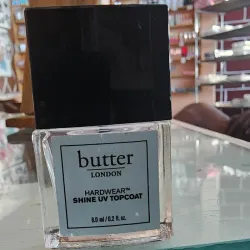 butter
LONDON
HARDWEAR™
SHINE UV TOPCOAT
6.0 ml / 0.2 fl. oz.